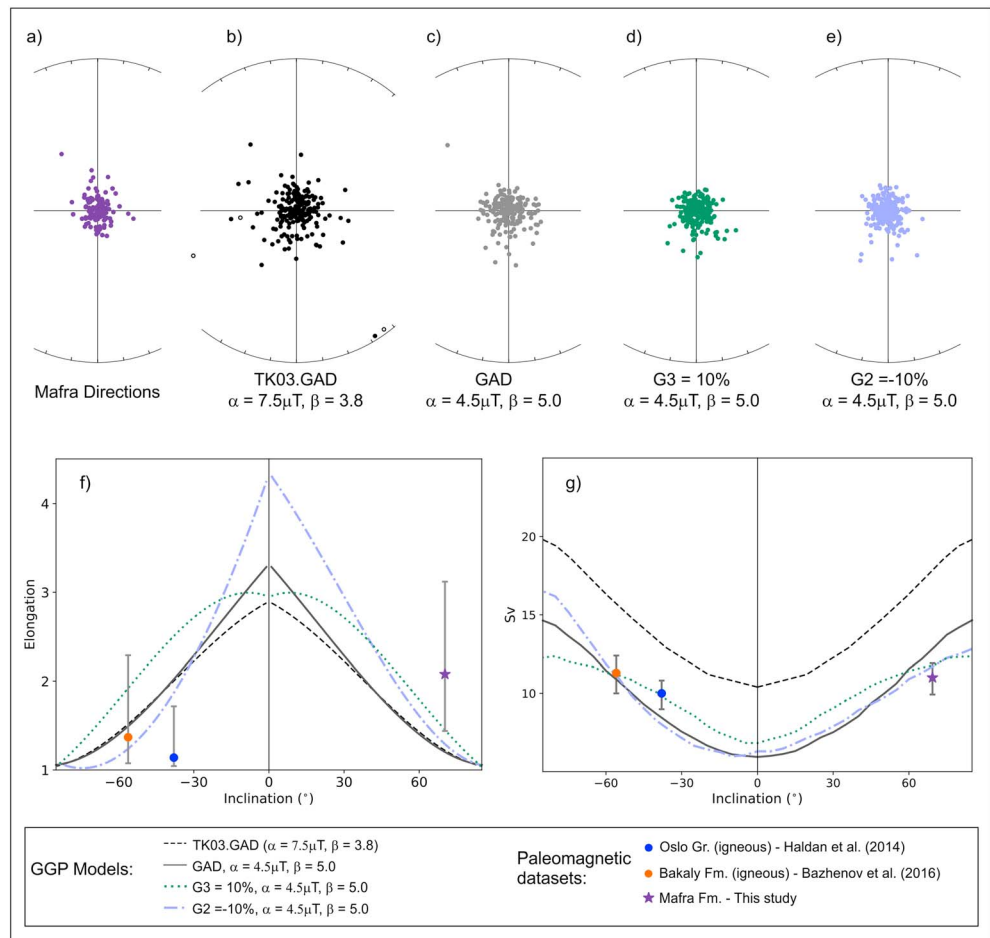 a)
b)
c)
d)
e)
Mafra Directions
TK03.GAD
α = 7.5μT, β = 3.8
GAD
α = 4.5μT, β = 5.0
G3 = 10%
α = 4.5μT, β = 5.0
G2 =-10%
α = 4.5μT, β = 5.0
f)
4
3
2
1
Elongation
−60
−30
0
30
60
Inclination (°)
g)
20
15
10
Sv
−60
−30
0
30
60
Inclination (°)
GGP Models:
TK03.GAD (α = 7.5μT, β = 3.8)
GAD, α = 4.5μT, β = 5.0
G3 = 10%, α = 4.5μT, β = 5.0
G2 =-10%, α = 4.5μT, β = 5.0
Paleomagnetic
datasets:
Oslo Gr. (igneous) - Haldan et al. (2014)
Bakaly Fm. (igneous) - Bazhenov et al. (2016)
Mafra Fm. - This study